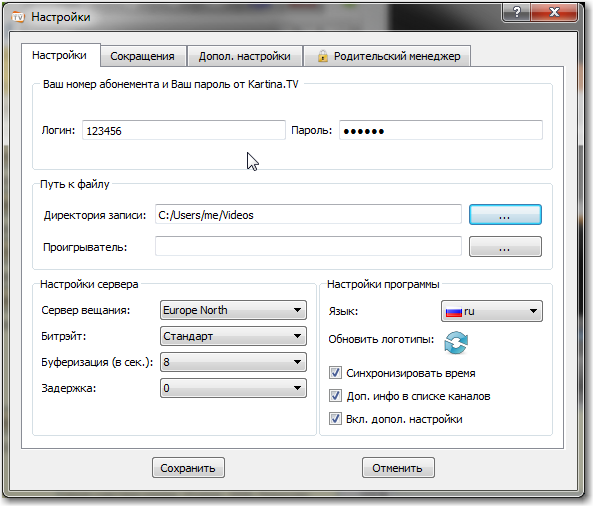 TV Настройки
Настройки Сокращения Допол. настройки Родительский менеджер
Ваш номер абонемента и Ваш пароль от Kartina.TV
Логин: 123456 Пароль: ●●●●●●
Путь к файлу
Директория записи: C:/Users/me/Videos ...
Проигрыватель: ...
Настройки сервера
Сервер вещания: Europe North
Битрэйт: Стандарт
Буферизация (в сек.): 8
Задержка: 0
Настройки программы
Язык: ru
Обновить логотипы:
Синхронизировать время
Доп. инфо в списке каналов
Вкл. допол. настройки
Сохранить Отменить